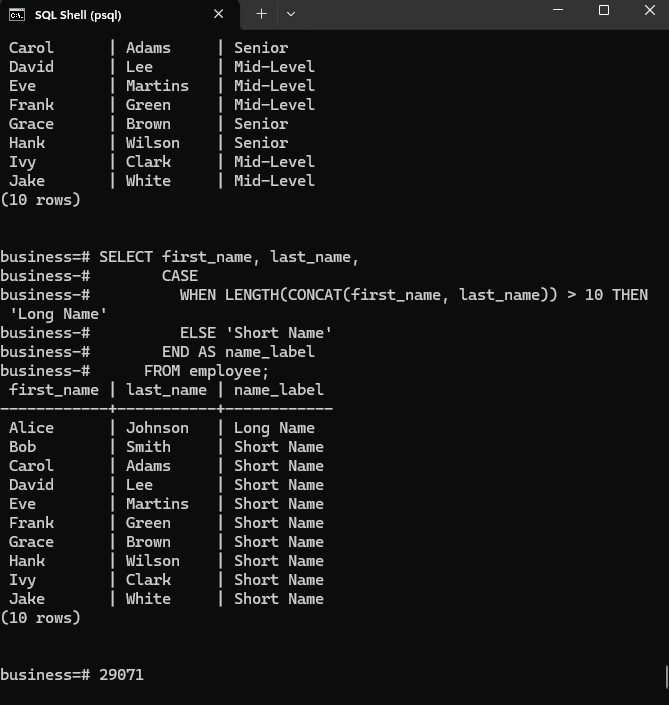 SQL Shell (psql)
 Carol      | Adams     | Senior
 David      | Lee       | Mid-Level
 Eve        | Martins   | Mid-Level
 Frank      | Green     | Mid-Level
 Grace      | Brown     | Senior
 Hank       | Wilson    | Senior
 Ivy        | Clark     | Mid-Level
 Jake       | White     | Mid-Level
(10 rows)
business=# SELECT first_name, last_name,
business-#        CASE
business-#          WHEN LENGTH(CONCAT(first_name, last_name)) > 10 THEN
 'Long Name'
business-#          ELSE 'Short Name'
business-#        END AS name_label
business-#      FROM employee;
 first_name | last_name | name_label
------------+-----------+------------
 Alice      | Johnson   | Long Name
 Bob        | Smith     | Short Name
 Carol      | Adams     | Short Name
 David      | Lee       | Short Name
 Eve        | Martins   | Short Name
 Frank      | Green     | Short Name
 Grace      | Brown     | Short Name
 Hank       | Wilson    | Short Name
 Ivy        | Clark     | Short Name
 Jake       | White     | Short Name
(10 rows)
business=# 29071